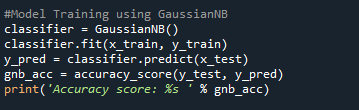 #Model Training using GaussianNB
classifier = GaussianNB()
classifier.fit(x_train, y_train)
y_pred = classifier.predict(x_test)
gnb_acc = accuracy_score(y_test, y_pred)
print('Accuracy score: %s ' % gnb_acc)